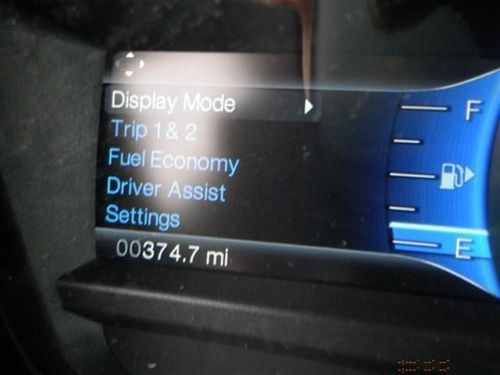 Display Mode
Trip 1 & 2
Fuel Economy
Driver Assist
Settings
00374.7 mi
F
E